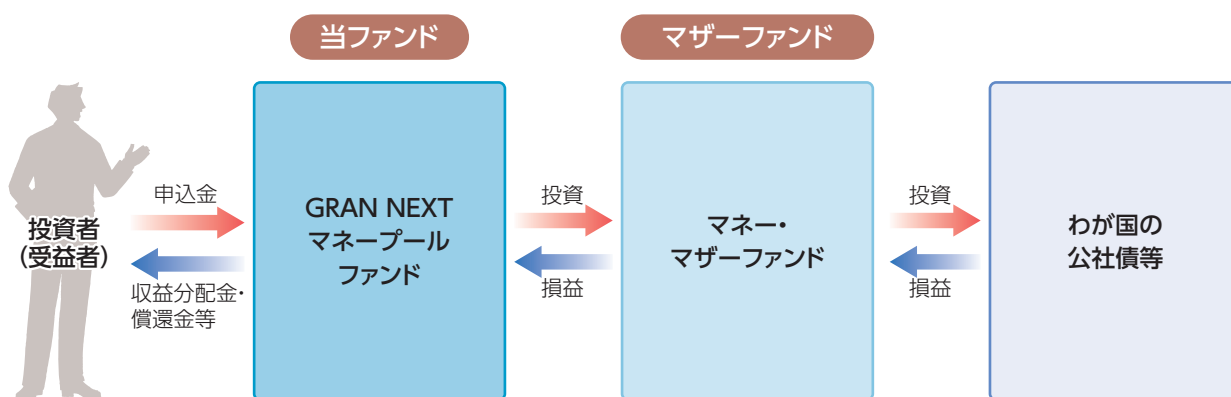 当ファンド
マザーファンド
投資者
(受益者)
申込金
収益分配金・
償還金等
GRAN NEXT
マネープール
ファンド
投資
損益
マネー・
マザーファンド
投資
損益
わが国の
公社債等